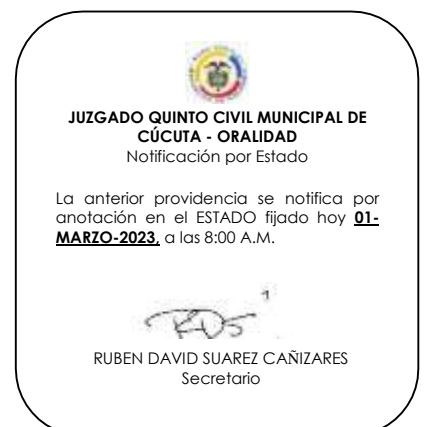 JUZGADO QUINTO CIVIL MUNICIPAL DE
CÚCUTA - ORALIDAD
Notificación por Estado
La anterior providencia se notifica por
anotación en el ESTADO fijado hoy 01-
MARZO-2023, a las 8:00 A.M.
RUBEN DAVID SUAREZ CAÑIZARES
Secretario